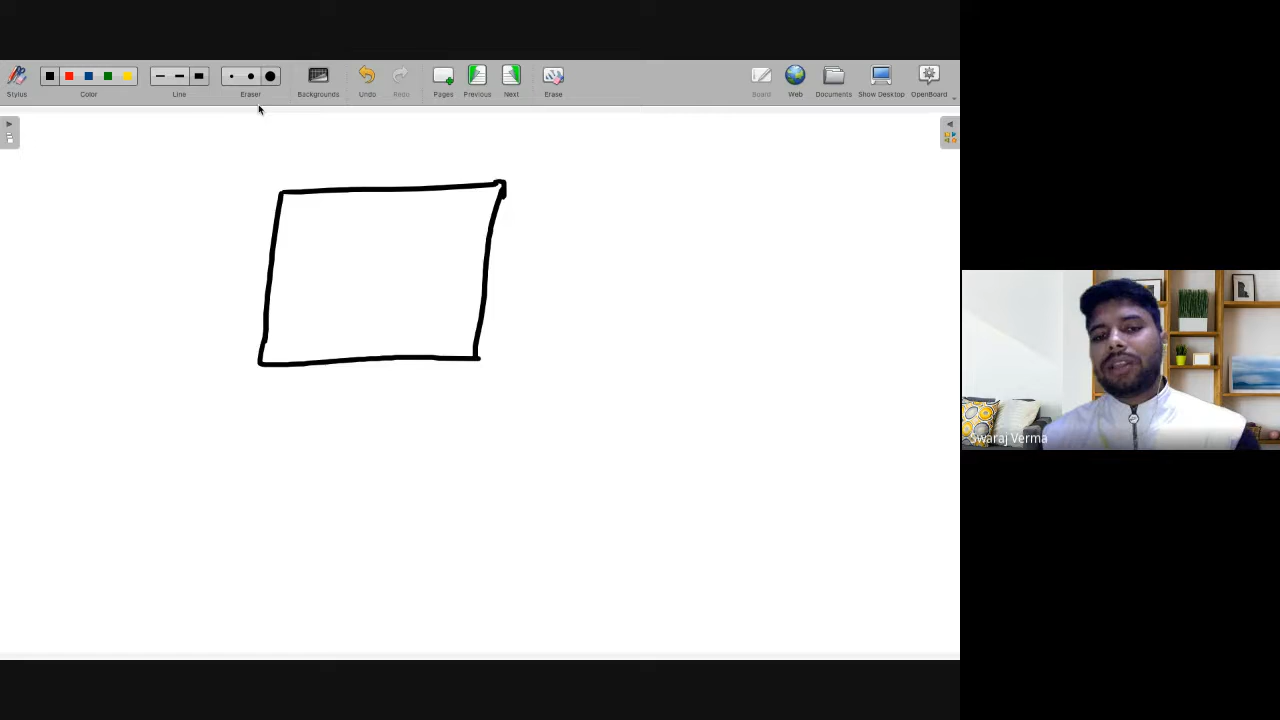 Stylus
Color
Line
Eraser
Backgrounds
Undo
Redo
Pages
Previous
Next
Erase
Board
Web
Documents
Show Desktop
OpenBoard
Swaraj Verma